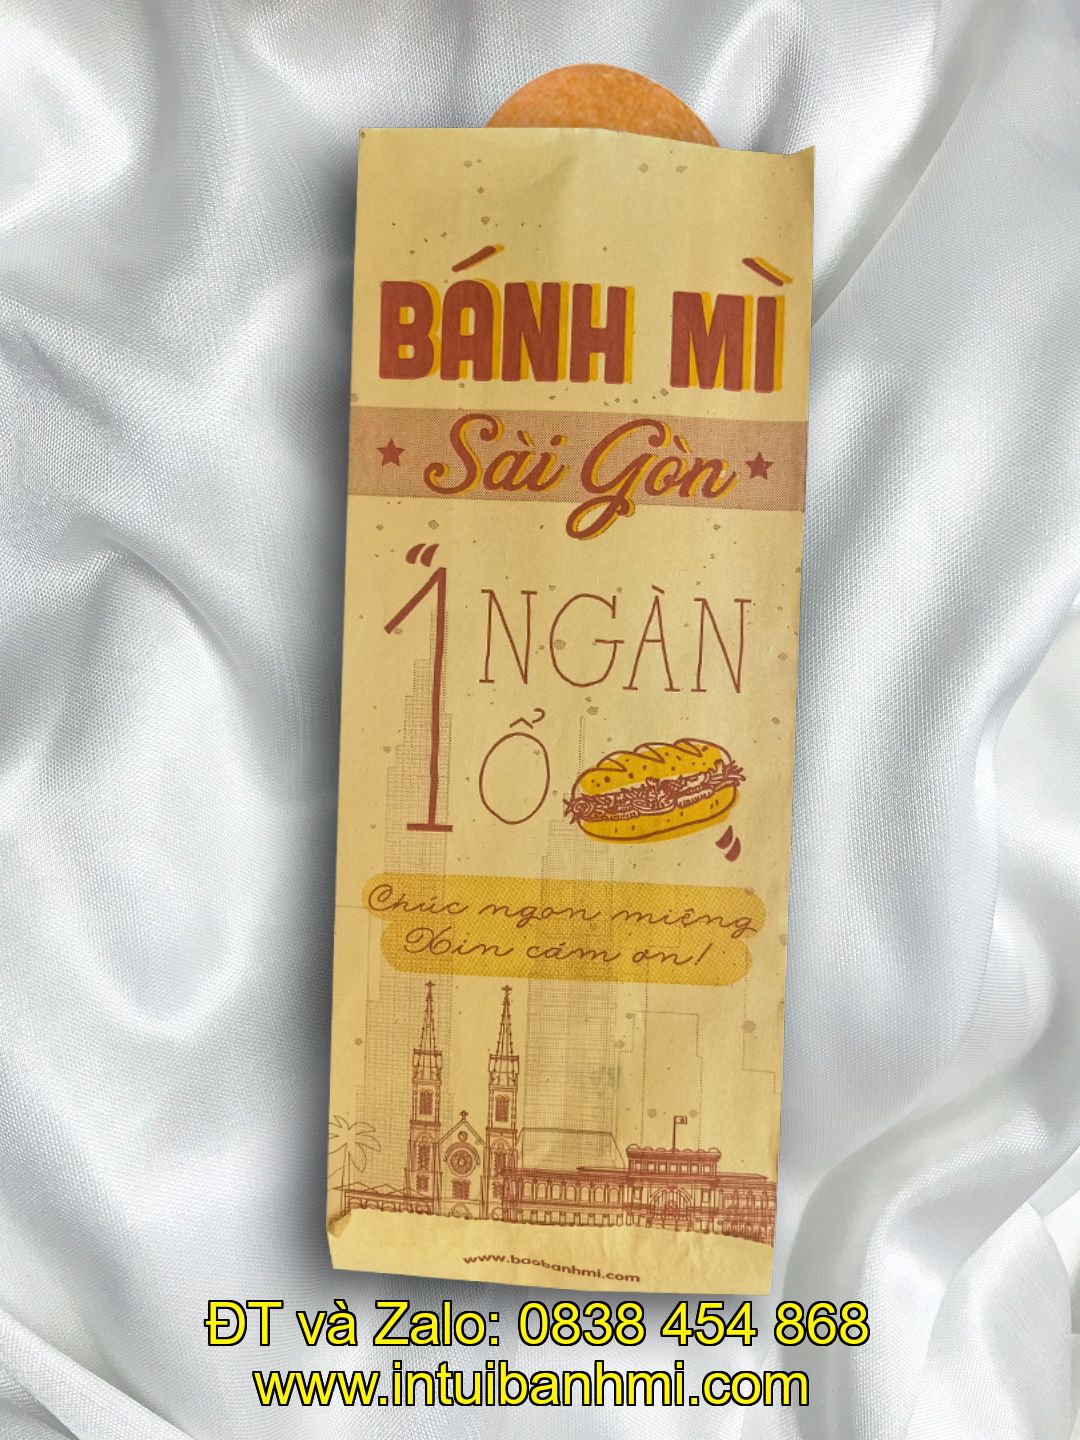 BÁNH MÌ
Sài Gòn
"1 NGÀN
Ổ "
Chúc ngon miệng
Xin cám ơn!
www.baobanhmi.com
ĐT và Zalo: 0838 454 868
www.intuibanhmi.com